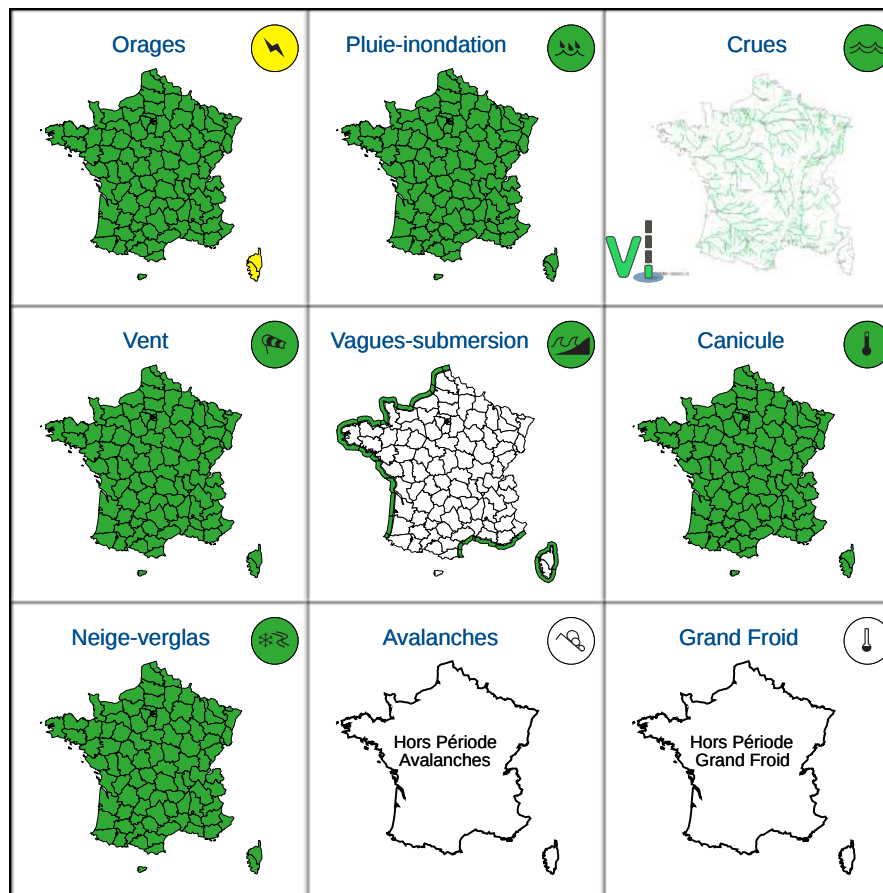 Orages
Pluie-inondation
Crues
Vi
Vent
Vagues-submersion
Canicule
Neige-verglas
Avalanches
Grand Froid
Hors Période
Avalanches
Hors Période
Grand Froid